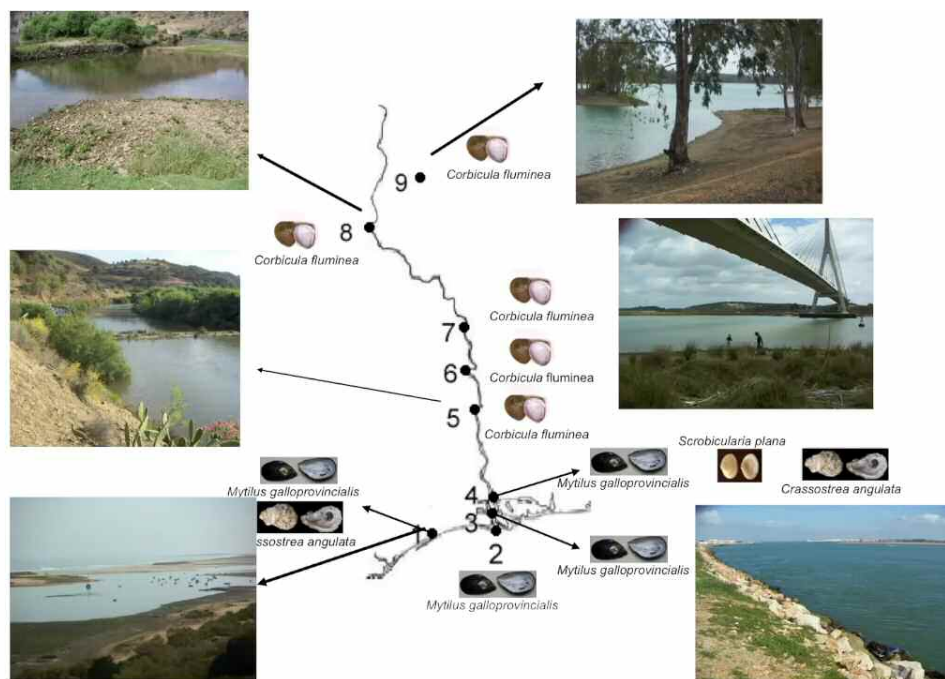 9
Corbicula fluminea
8
Corbicula fluminea
Corbicula fluminea
7
Corbicula fluminea
6
Corbicula fluminea
5
Scrobicularia plana
Mytilus galloprovincialis
Crassostrea angulata
Mytilus galloprovincialis
4
assostrea angulata
3
1
2
Mytilus galloprovincialis
Mytilus galloprovincialis